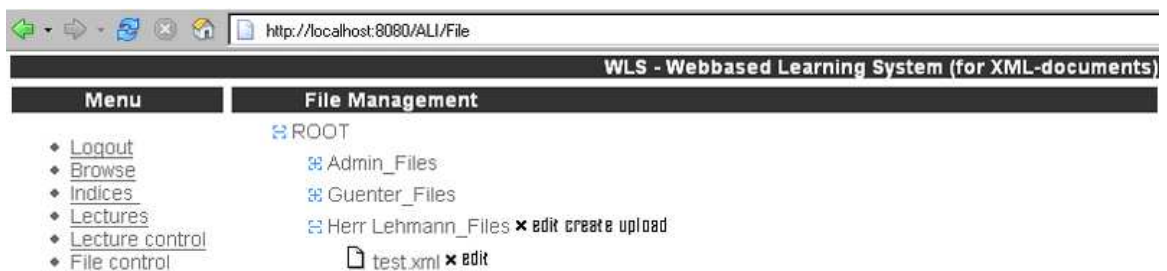 http://localhost:8080/ALI/File
WLS - Webbased Learning System (for XML-documents)
Menu
Logout
Browse
Indices
Lectures
Lecture control
File control
File Management
ROOT
Admin_Files
Guenter_Files
Herr Lehmann_Files × edit create upload
test.xml × edit